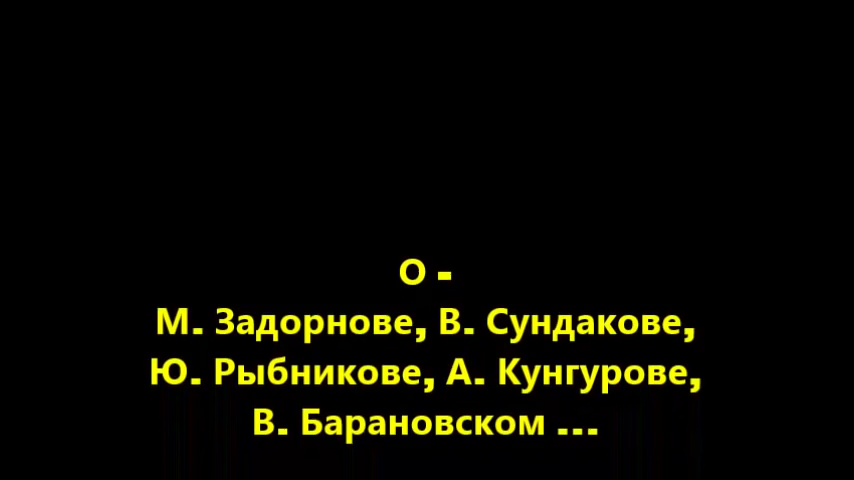 О -
М. Задорнове, В. Сундакове,
Ю. Рыбникове, А. Кунгурове,
В. Барановском ...